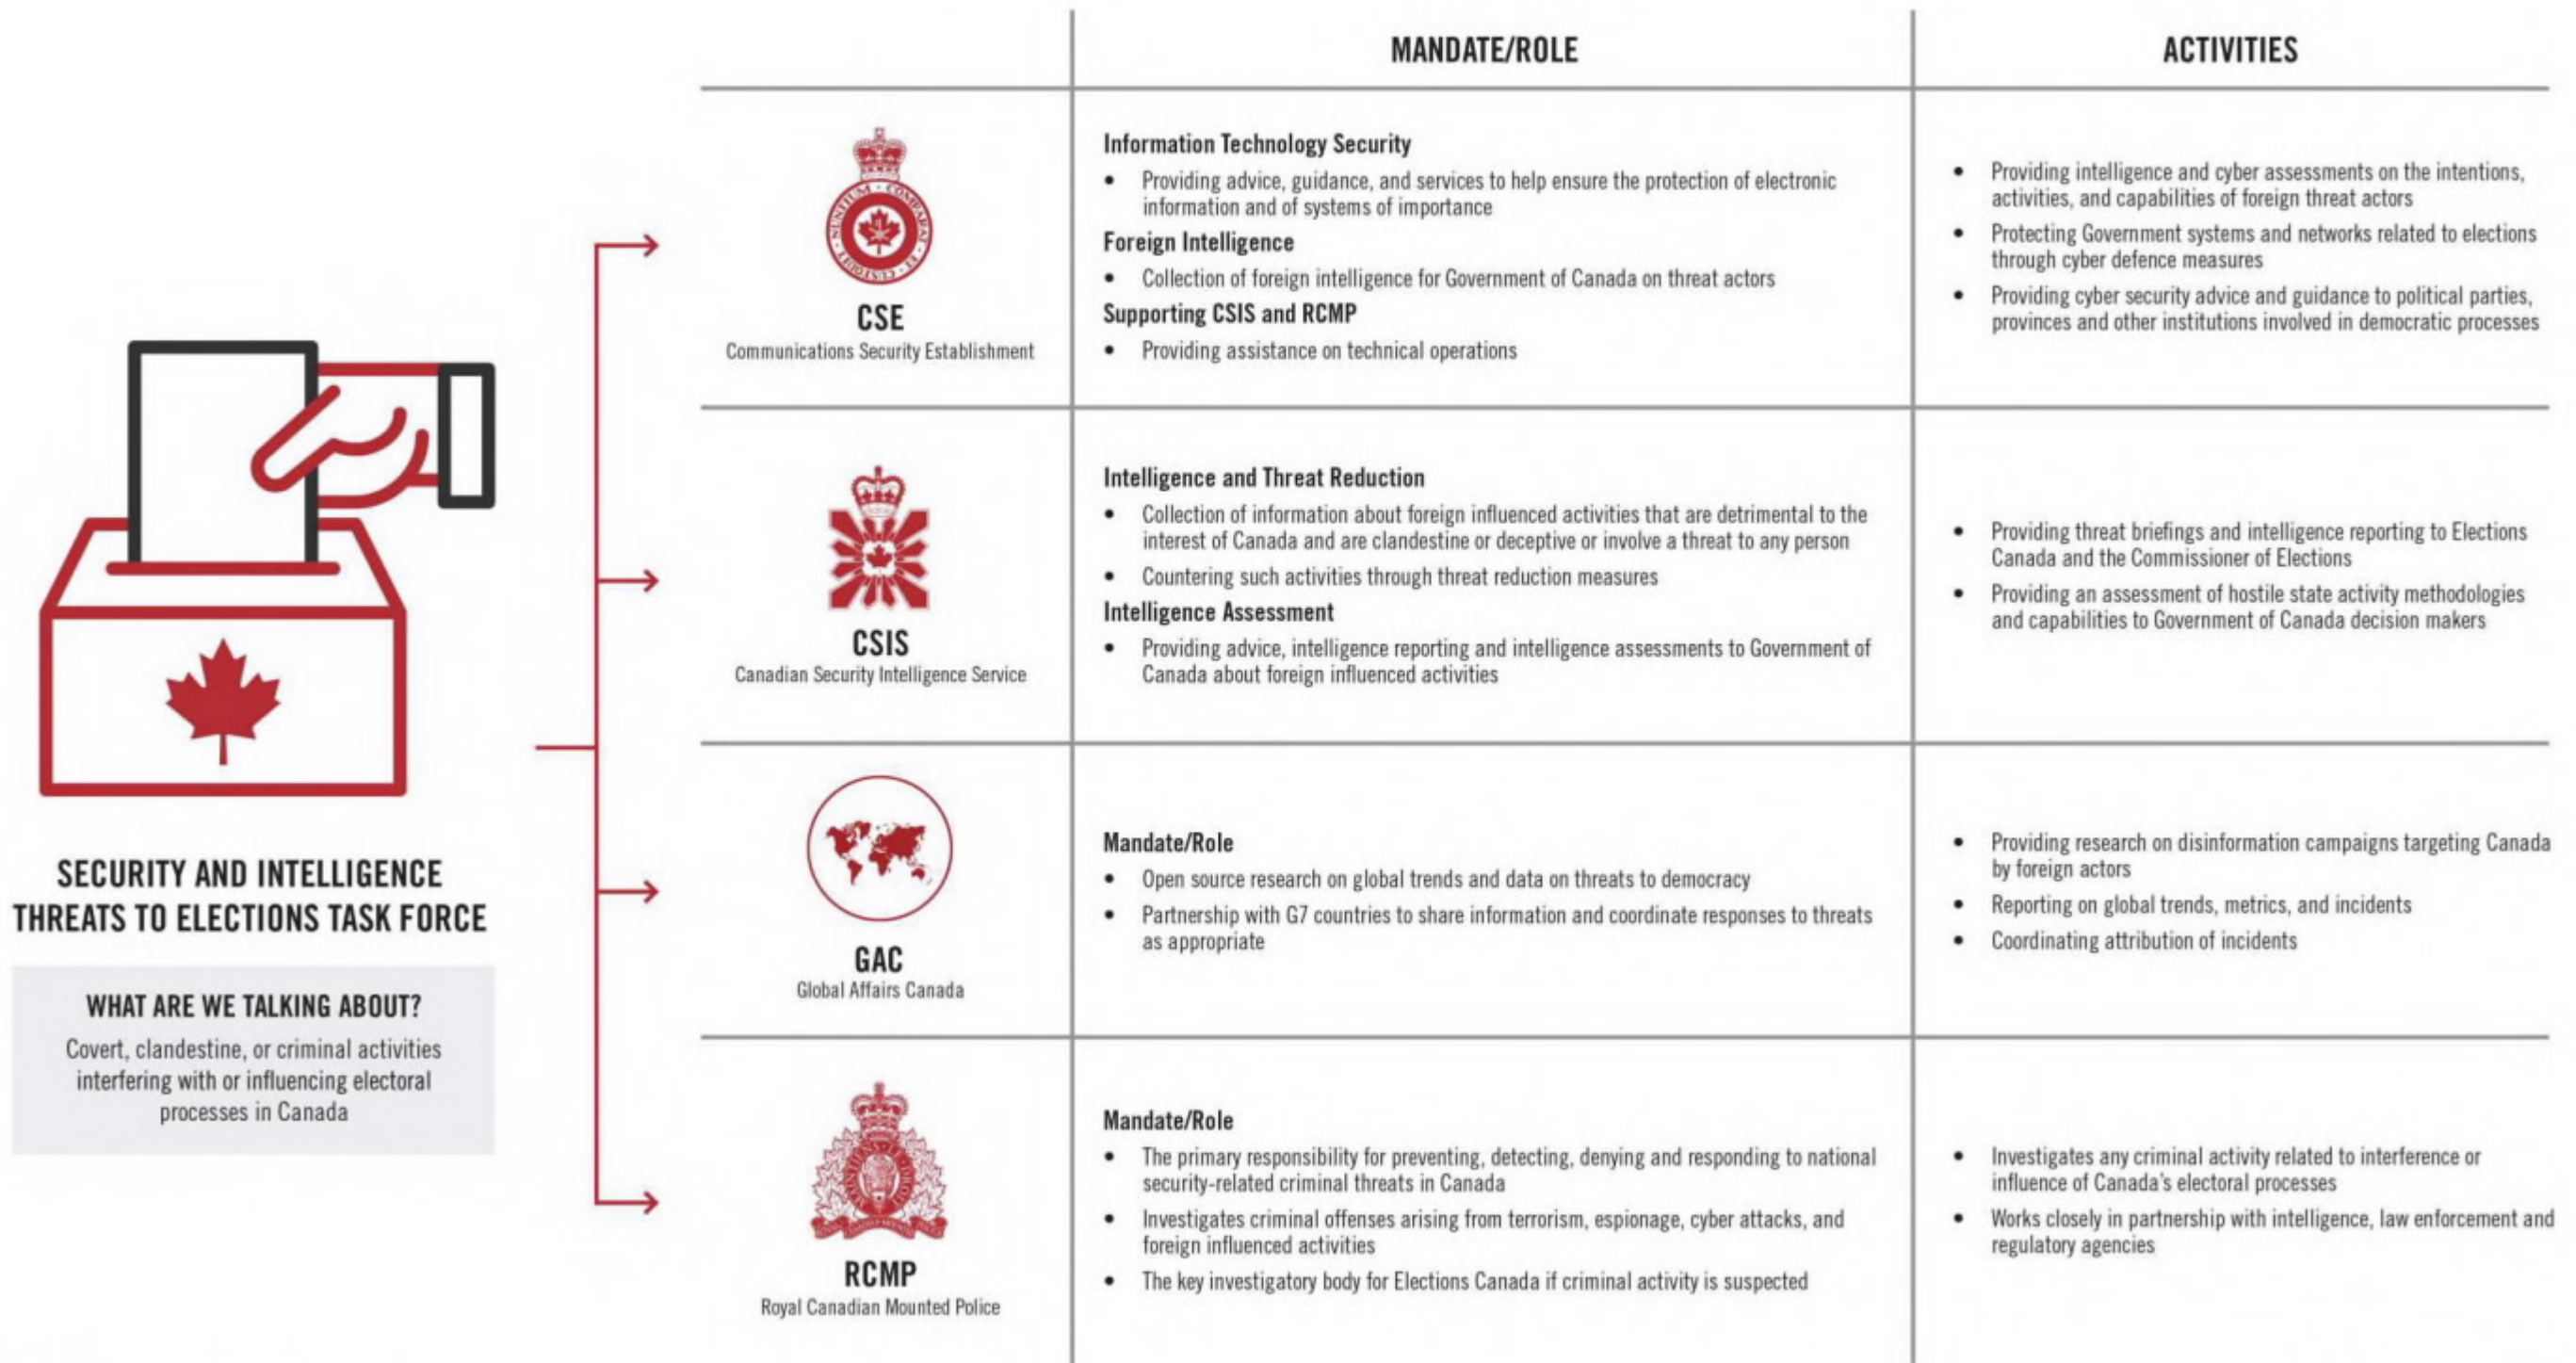 MANDATE/ROLE
ACTIVITIES
CSE
Communications Security Establishment
Information Technology Security
• Providing advice, guidance, and services to help ensure the protection of electronic
information and of systems of importance
Foreign Intelligence
• Collection of foreign intelligence for Government of Canada on threat actors
Supporting CSIS and RCMP
• Providing assistance on technical operations
• Providing intelligence and cyber assessments on the intentions,
activities, and capabilities of foreign threat actors
• Protecting Government systems and networks related to elections
through cyber defence measures
• Providing cyber security advice and guidance to political parties,
provinces and other institutions involved in democratic processes
CSIS
Canadian Security Intelligence Service
Intelligence and Threat Reduction
• Collection of information about foreign influenced activities that are detrimental to the
interest of Canada and are clandestine or deceptive or involve a threat to any person
• Countering such activities through threat reduction measures
Intelligence Assessment
• Providing advice, intelligence reporting and intelligence assessments to Government of
Canada about foreign influenced activities
• Providing threat briefings and intelligence reporting to Elections
Canada and the Commissioner of Elections
• Providing an assessment of hostile state activity methodologies
and capabilities to Government of Canada decision makers
SECURITY AND INTELLIGENCE
THREATS TO ELECTIONS TASK FORCE
WHAT ARE WE TALKING ABOUT?
Covert, clandestine, or criminal activities
interfering with or influencing electoral
processes in Canada
GAC
Global Affairs Canada
Mandate/Role
• Open source research on global trends and data on threats to democracy
• Partnership with G7 countries to share information and coordinate responses to threats
as appropriate
• Providing research on disinformation campaigns targeting Canada
by foreign actors
• Reporting on global trends, metrics, and incidents
• Coordinating attribution of incidents
RCMP
Royal Canadian Mounted Police
Mandate/Role
• The primary responsibility for preventing, detecting, denying and responding to national
security-related criminal threats in Canada
• Investigates criminal offenses arising from terrorism, espionage, cyber attacks, and
foreign influenced activities
• The key investigatory body for Elections Canada if criminal activity is suspected
• Investigates any criminal activity related to interference or
influence of Canada's electoral processes
• Works closely in partnership with intelligence, law enforcement and
regulatory agencies